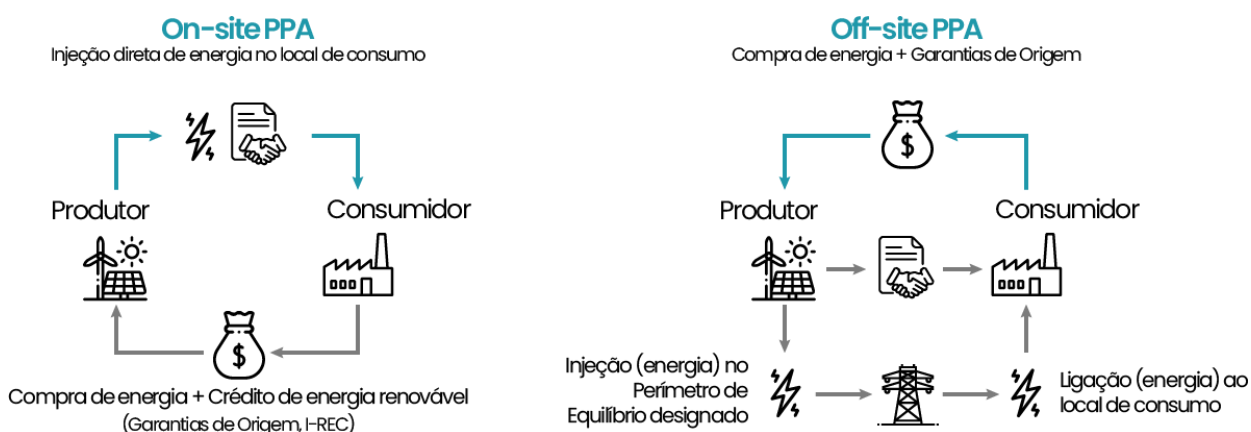 On-site PPA
Injeção direta de energia no local de consumo
Produtor
Consumidor
$
Compra de energia + Crédito de energia renovável
(Garantias de Origem, I-REC)
Off-site PPA
Compra de energia + Garantias de Origem
$
Produtor
Consumidor
Injeção (energia) no
Perímetro de
Equilíbrio designado
Ligação (energia) ao
local de consumo